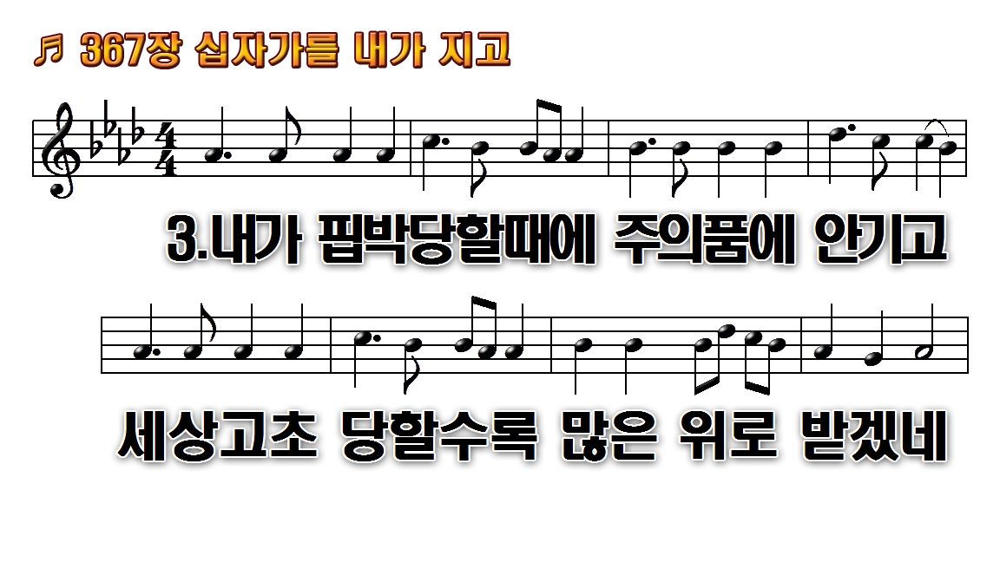 367장 십자가를 내가 지고
3.내가 핍박당할때에 주의품에 안기고
세상고초 당할수록 많은 위로 받겠네